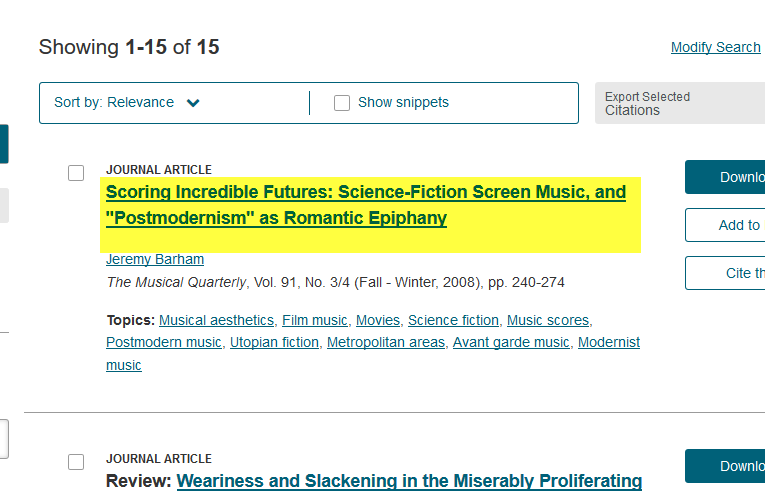 Showing 1-15 of 15
Modify Search
Sort by: Relevance
Show snippets
Export Selected
Citations
JOURNAL ARTICLE
Scoring Incredible Futures: Science-Fiction Screen Music, and
"Postmodernism" as Romantic Epiphany
Jeremy Barham
The Musical Quarterly, Vol. 91, No. 3/4 (Fall - Winter, 2008), pp. 240-274
Topics: Musical aesthetics, Film music, Movies, Science fiction, Music scores,
Postmodern music, Utopian fiction, Metropolitan areas, Avant garde music, Modernist
music
Downlo
Add to
Cite th
JOURNAL ARTICLE
Review: Weariness and Slackening in the Miserably Proliferating
Downlo